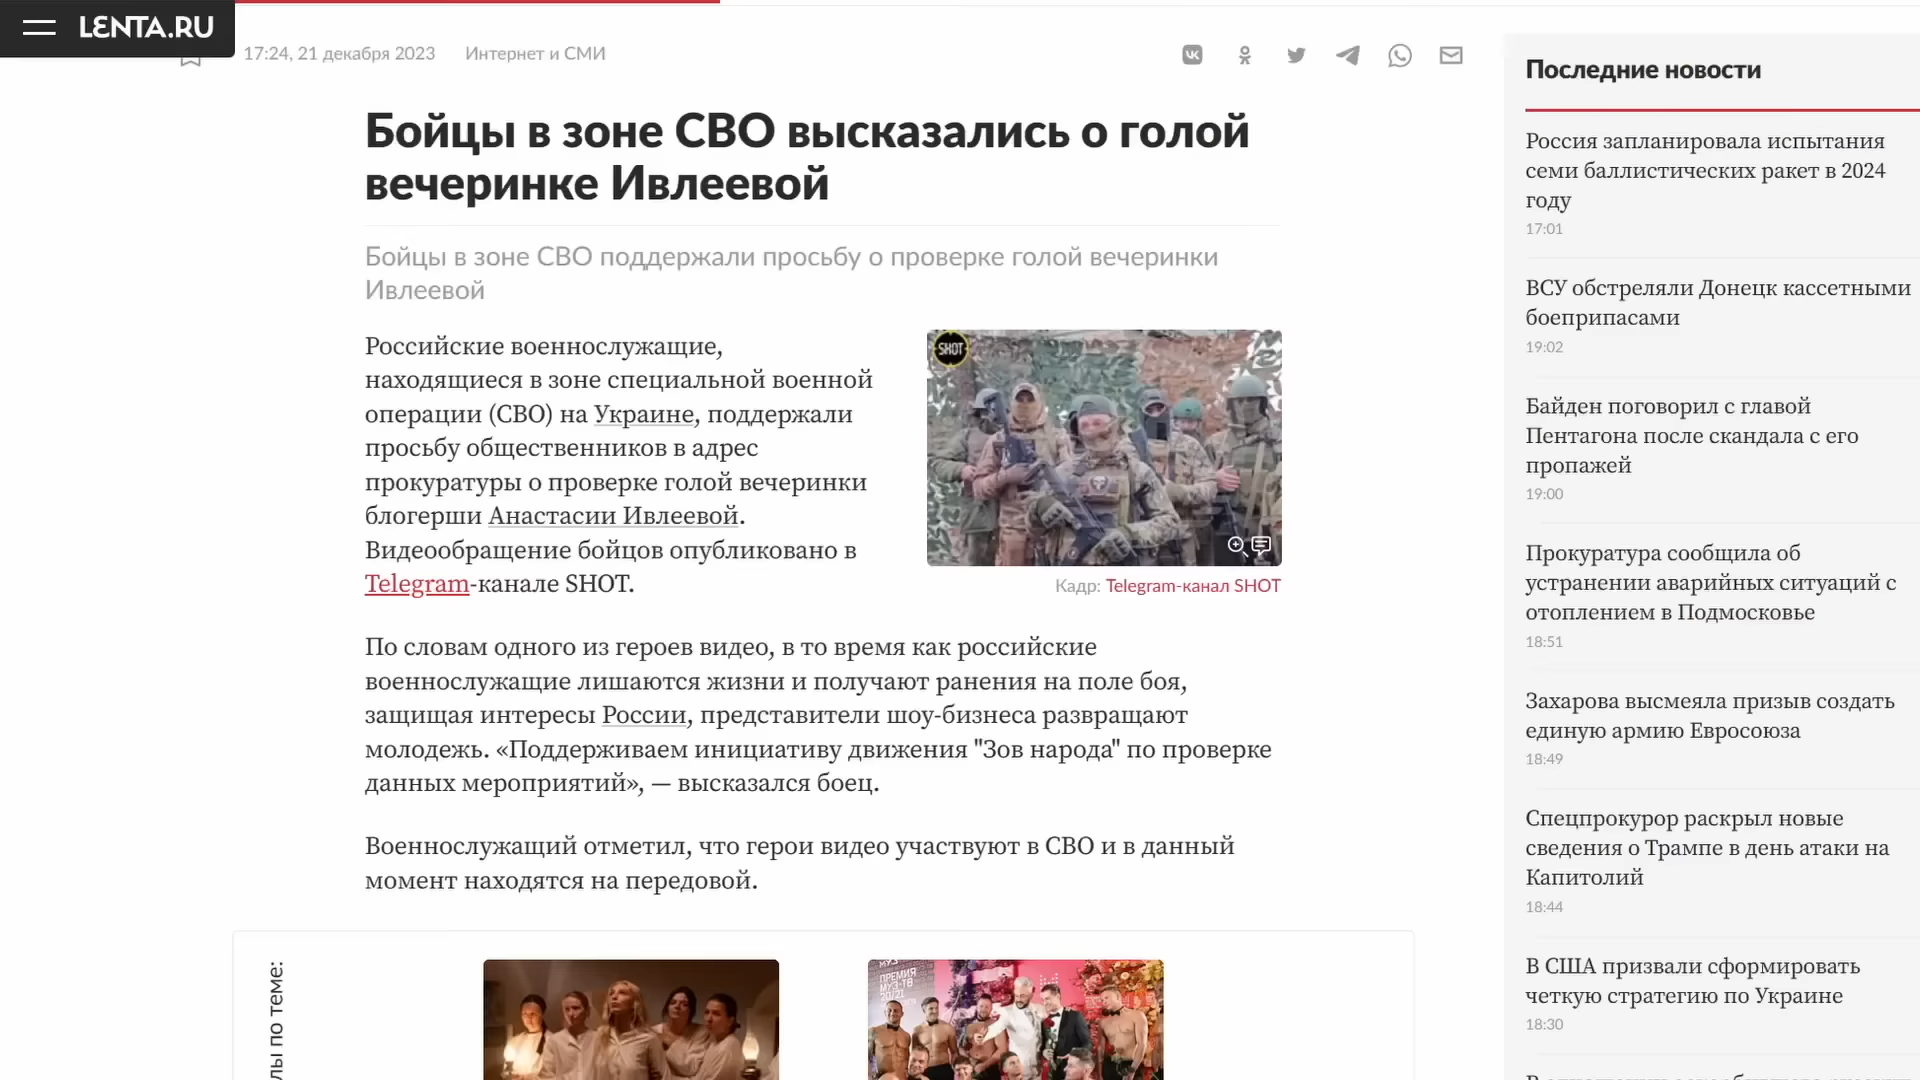 LENTA.RU
17:24, 21 декабря 2023
Интернет и СМИ
Бойцы в зоне СВО высказались о голой
вечеринке Ивлеевой
Бойцы в зоне СВО поддержали просьбу о проверке голой вечеринки
Ивлеевой
Российские военнослужащие,
находящиеся в зоне специальной военной
операции (СВО) на Украине, поддержали
просьбу общественников в адрес
прокуратуры о проверке голой вечеринки
блогерши Анастасии Ивлеевой.
Видеообращение бойцов опубликовано в
Telegram-канале SHOT.
SHOT
Кадр: Telegram-канал SHOT
По словам одного из героев видео, в то время как российские
военнослужащие лишаются жизни и получают ранения на поле боя,
защищая интересы России, представители шоу-бизнеса развращают
молодежь. «Поддерживаем инициативу движения "Зов народа" по проверке
данных мероприятий», — высказался боец.
Военнослужащий отметил, что герои видео участвуют в СВО и в данный
момент находятся на передовой.
лы по теме:
ПРЕМИЯ
МУЗ-ТВ
20/21
Последние новости
Россия запланировала испытания
семи баллистических ракет в 2024
году
17:01
ВСУ обстреляли Донецк кассетными
боеприпасами
19:02
Байден поговорил с главой
Пентагона после скандала с его
пропажей
19:00
Прокуратура сообщила об
устранении аварийных ситуаций с
отоплением в Подмосковье
18:51
Захарова высмеяла призыв создать
единую армию Евросоюза
18:49
Спецпрокурор раскрыл новые
сведения о Трампе в день атаки на
Капитолий
18:44
В США призвали сформировать
четкую стратегию по Украине
18:30